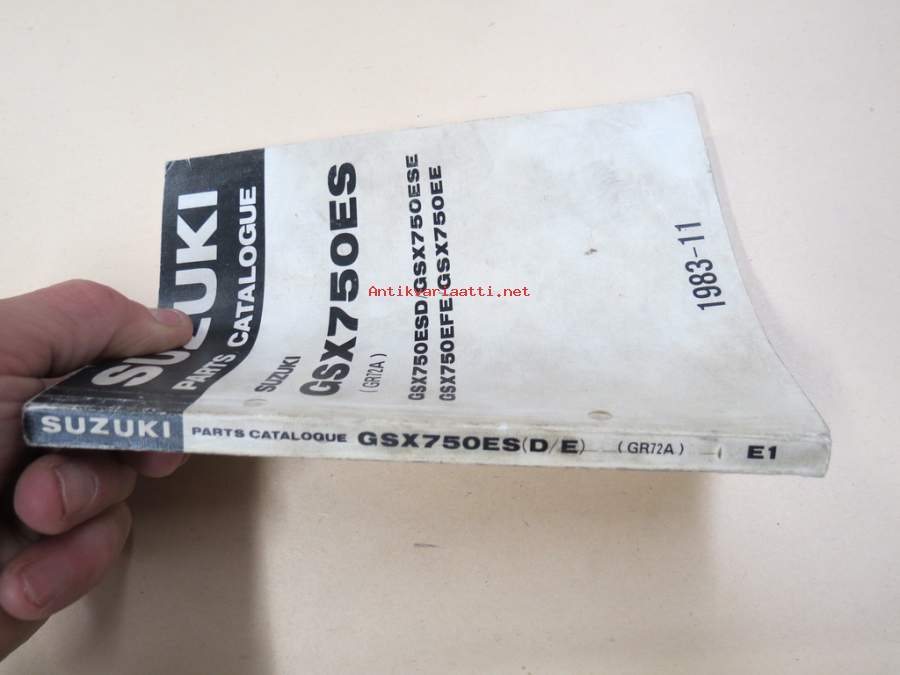 SUZUKI
PARTS CATALOGUE
SUZUKI
GSX750ES
(GR72A)
GSX750ESD/GSX750ESE
GSX750EFE/GSX750EE
1983-11
Antikvariaatti.net
SUZUKI PARTS CATALOGUE GSX750ES(D/E) (GR72A) E1